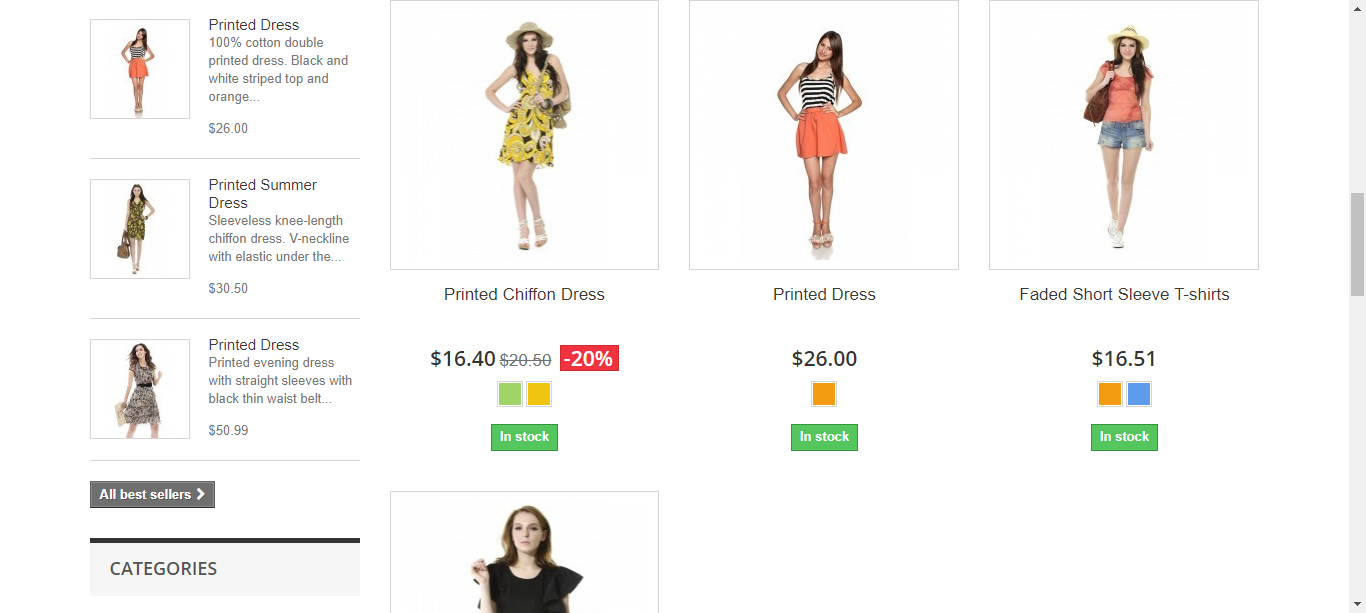 Printed Dress
100% cotton double
printed dress. Black and
white striped top and
orange...
$26.00
Printed Summer
Dress
Sleeveless knee-length
chiffon dress. V-neckline
with elastic under the...
$30.50
Printed Dress
Printed evening dress
with straight sleeves with
black thin waist belt...
$50.99
All best sellers
CATEGORIES
Printed Chiffon Dress
$16.40 $20.50 -20%
In stock
Printed Dress
$26.00
In stock
Faded Short Sleeve T-shirts
$16.51
In stock